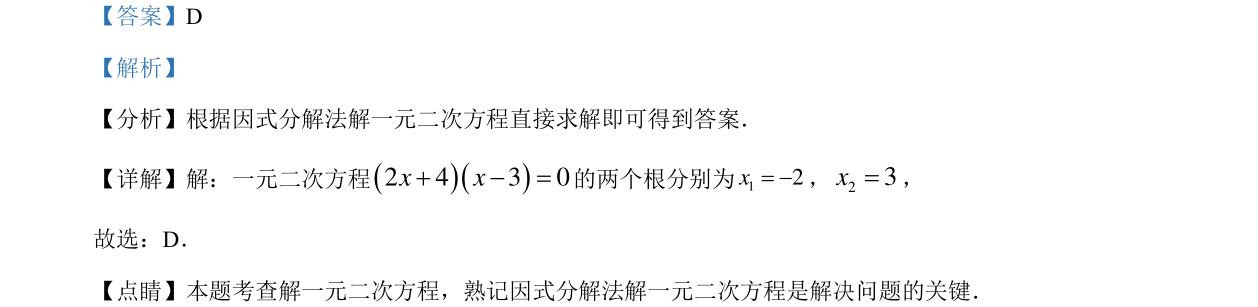 【答案】D
【解析】
【分析】根据因式分解法解一元二次方程直接求解即可得到答案．
【详解】解：一元二次方程(2x+4)(x−3)=0的两个根分别为x₁=−2，x₂=3，
故选：D．
【点睛】本题考查解一元二次方程，熟记因式分解法解一元二次方程是解决问题的关键．